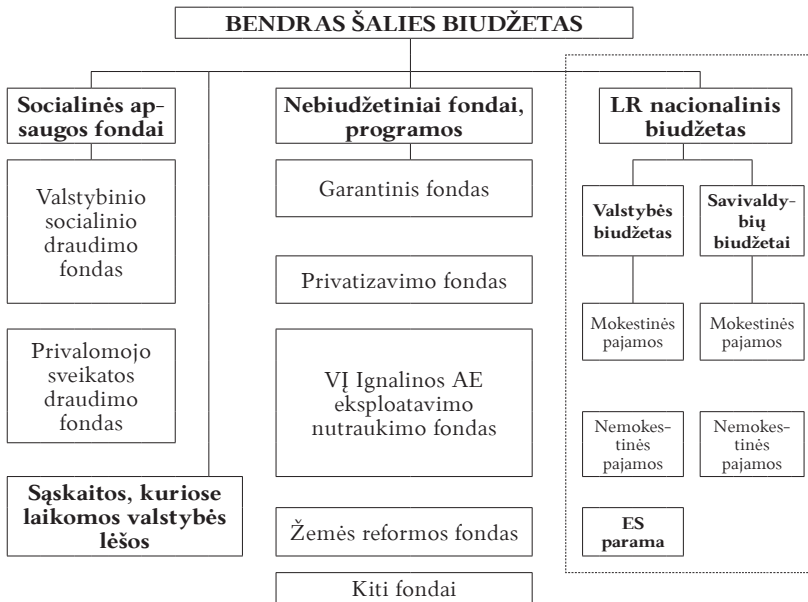 BENDRAS ŠALIES BIUDŽETAS
Socialinės ap-
saugos fondai
Valstybinio
socialinio
draudimo
fondas
Privalomojo
sveikatos
draudimo
fondas
Sąskaitos, kuriose
laikomos valstybės
lėšos
Nebiudžetiniai fondai,
programos
Garantinis fondas
Privatizavimo fondas
VĮ Ignalinos AE
eksploatavimo
nutraukimo fondas
Žemės reformos fondas
Kiti fondai
LR nacionalinis
biudžetas
Valstybės
biudžetas
Mokestinės
pajamos
Nemokes-
tinės
pajamos
ES
parama
Savivaldy-
bių
biudžetai
Mokestinės
pajamos
Nemokes-
tinės
pajamos